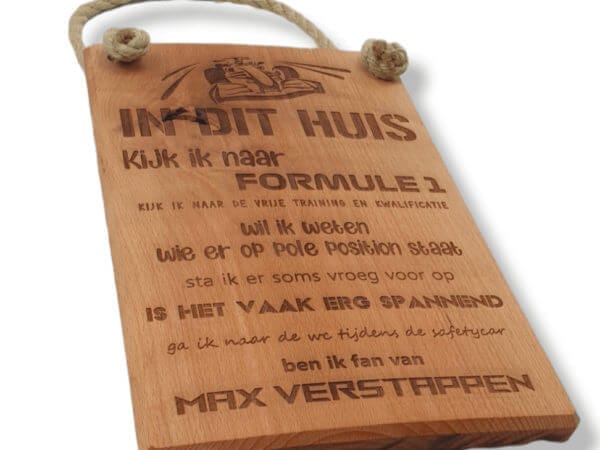 IN DIT HUIS
Kijk ik naar
FORMULE 1
KIJK IK NAAR DE VRIJE TRAINING EN KWALIFICATIE
wil ik weten
wie er op pole position staat
sta ik er soms vroeg voor op
IS HET VAAK ERG SPANNEND
ga ik naar de wc tijdens de safetycar
ben ik fan van
MAX VERSTAPPEN